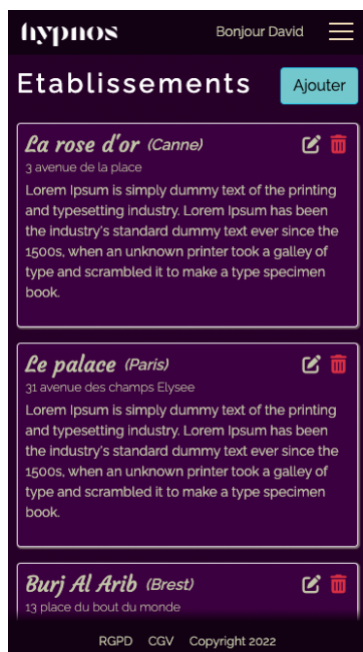 hypnos Bonjour David
Etablissements Ajouter
La rose d'or (Canne)
3 avenue de la place
Lorem Ipsum is simply dummy text of the printing
and typesetting industry. Lorem Ipsum has been
the industry's standard dummy text ever since the
1500s, when an unknown printer took a galley of
type and scrambled it to make a type specimen
book.
Le palace (Paris)
31 avenue des champs Elysee
Lorem Ipsum is simply dummy text of the printing
and typesetting industry. Lorem Ipsum has been
the industry's standard dummy text ever since the
1500s, when an unknown printer took a galley of
type and scrambled it to make a type specimen
book.
Burj Al Arib (Brest)
13 place du bout du monde
RGPD CGV Copyright 2022